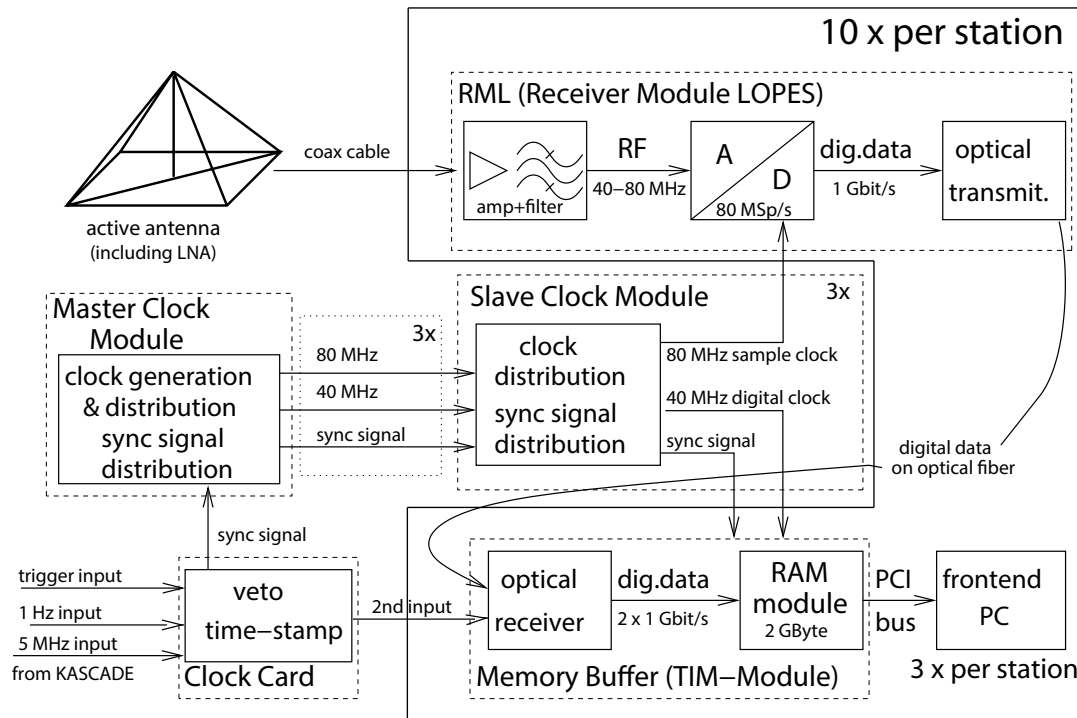 10 x per station
RML (Receiver Module LOPES)
coax cable
amp+filter
RF
40−80 MHz
A
D
80 MSp/s
dig.data
1 Gbit/s
optical
transmit.
active antenna
(including LNA)
Master Clock
Module
clock generation
& distribution
sync signal
distribution
3x
80 MHz
40 MHz
sync signal
Slave Clock Module
3x
clock
distribution
sync signal
distribution
80 MHz sample clock
40 MHz digital clock
sync signal
digital data
on optical fiber
sync signal
trigger input
1 Hz input
5 MHz input
from KASCADE
veto
time−stamp
Clock Card
2nd input
optical
receiver
dig.data
2 x 1 Gbit/s
RAM
module
2 GByte
Memory Buffer (TIM−Module)
PCI
bus
frontend
PC
3 x per station